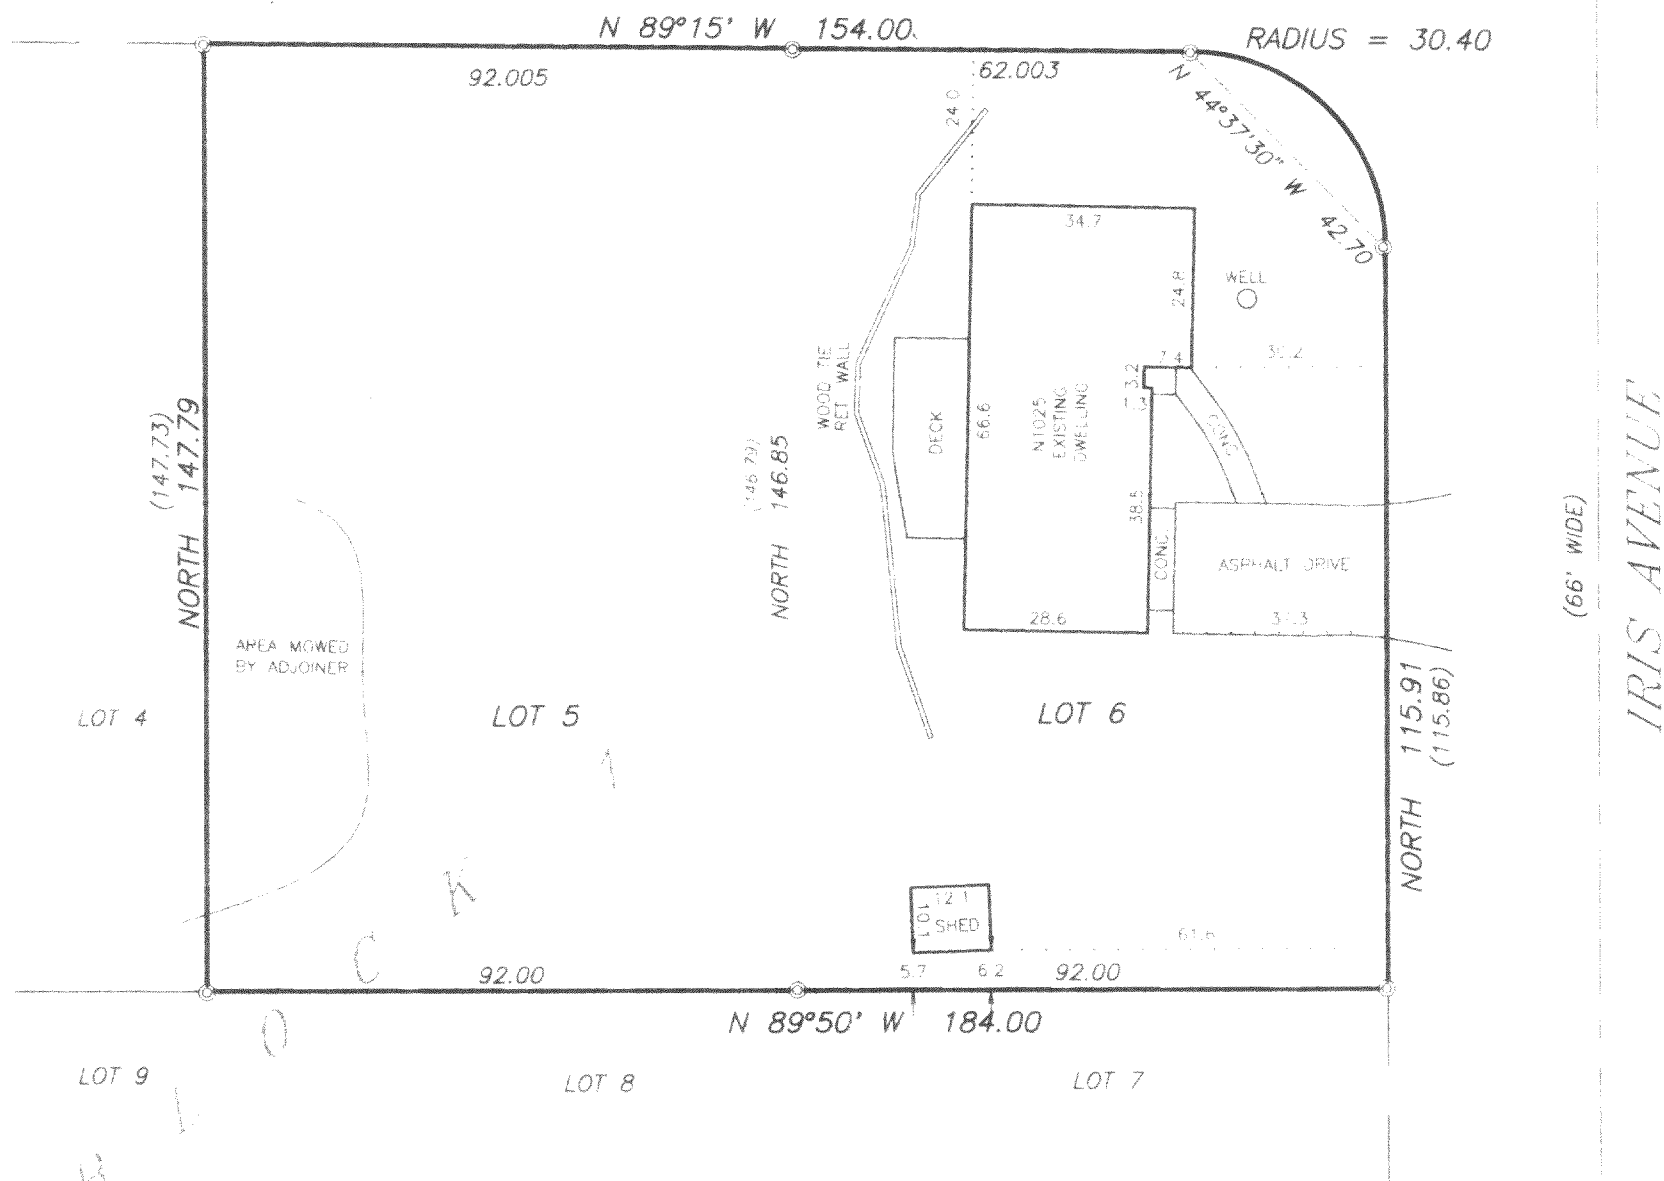 N 89°15' W 154.00
RADIUS = 30.40
92.005
62.003
24.0
N 44°37'30" W 42.70
34.7
24.8
WELL
7.4
3.2
WOOD TIE
RET WALL
DECK
66.6
N1025
EXISTING
DWELLING
CONC
(147.73)
NORTH 147.79
(146.79)
NORTH 146.85
38.5
CONC.
ASPHALT DRIVE
28.6
(66' WIDE)
IRIS AVENUE
AREA MOWED
BY ADJOINER
LOT 4
LOT 5
LOT 6
NORTH 115.91
(115.86)
12.1
10.1
SHED
61.6
5.7
6.2
92.00
92.00
N 89°50' W 184.00
LOT 9
LOT 8
LOT 7
BLOCK 1